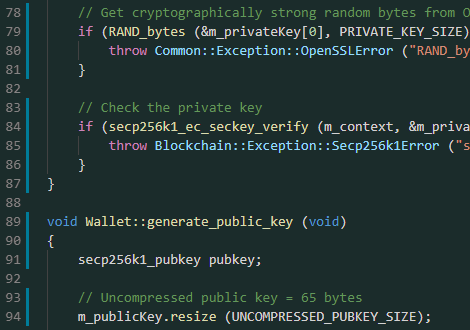 78 // Get cryptographically strong random bytes from O
79 if (RAND_bytes (&m_privateKey[0], PRIVATE_KEY_SIZE)
80 throw Common::Exception::OpenSSLError ("RAND_by
81 }
82
83 // Check the private key
84 if (secp256k1_ec_seckey_verify (m_context, &m_priva
85 throw Blockchain::Exception::Secp256k1Error ("s
86 }
87 }
88
89 void Wallet::generate_public_key (void)
90 {
91 secp256k1_pubkey pubkey;
92
93 // Uncompressed public key = 65 bytes
94 m_publicKey.resize (UNCOMPRESSED_PUBKEY_SIZE);